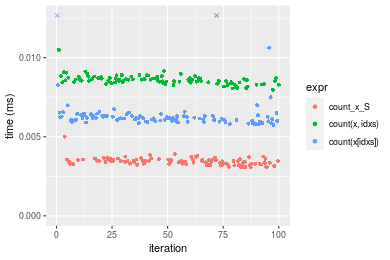 0.010
0.005
0.000
time (ms)
0
25
50
75
100
iteration
expr
count_x_S
count(x, idxs)
count(x[idxs])